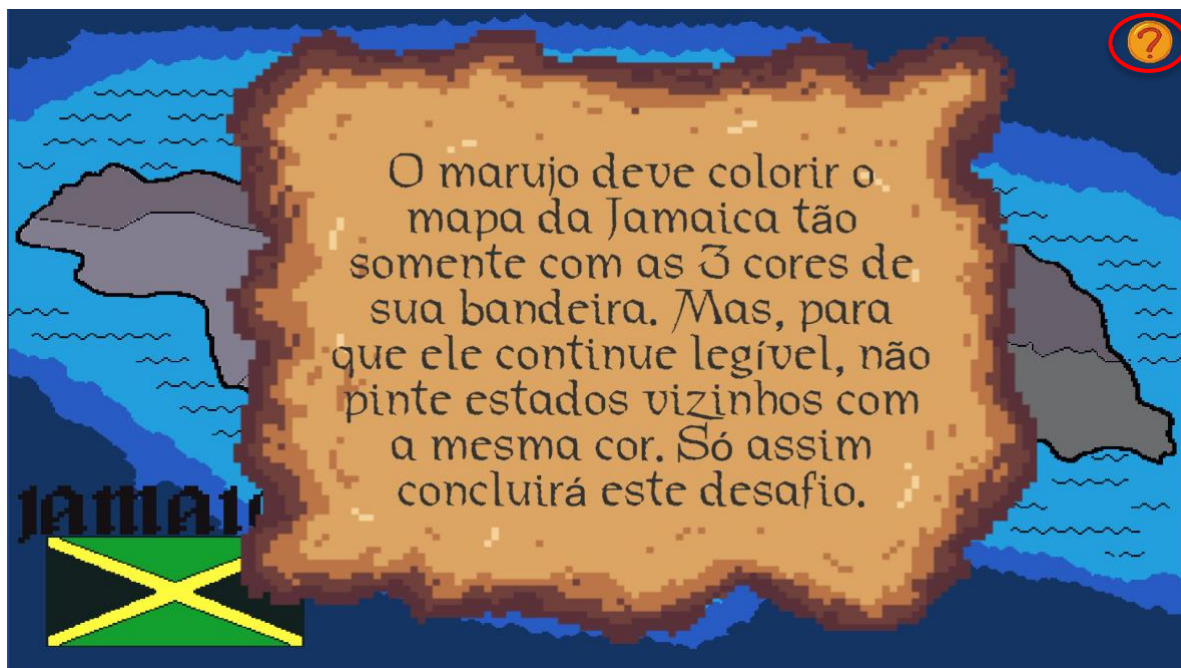 O marujo deve colorir o
mapa da Jamaica tão
somente com as 3 cores de
sua bandeira. Mas, para
que ele continue legível, não
pinte estados vizinhos com
a mesma cor. Só assim
concluirá este desafio.
?
JAMAI